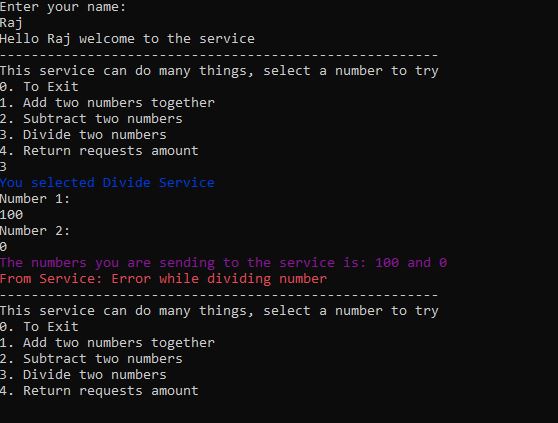 Enter your name:
Raj
Hello Raj welcome to the service
-------------------------------------------------------
This service can do many things, select a number to try
0. To Exit
1. Add two numbers together
2. Subtract two numbers
3. Divide two numbers
4. Return requests amount
3
You selected Divide Service
Number 1:
100
Number 2:
0
The numbers you are sending to the service is: 100 and 0
From Service: Error while dividing number
-------------------------------------------------------
This service can do many things, select a number to try
0. To Exit
1. Add two numbers together
2. Subtract two numbers
3. Divide two numbers
4. Return requests amount